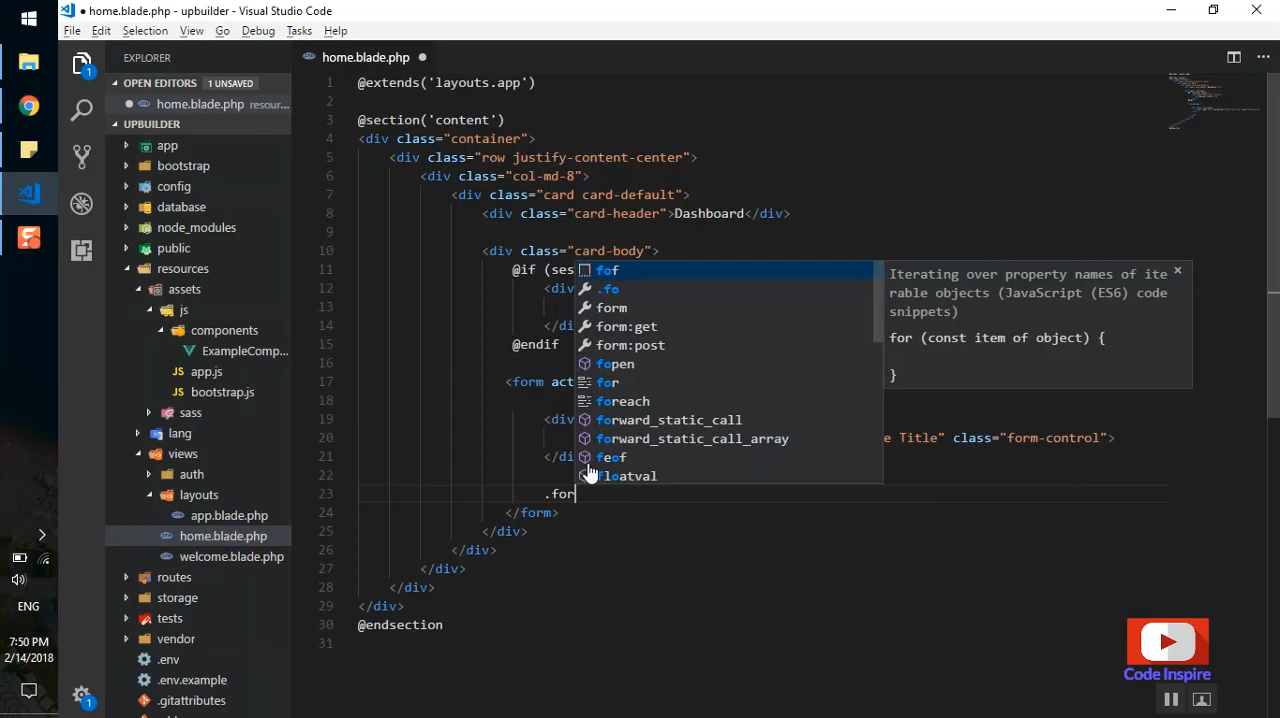 home.blade.php - upbuilder - Visual Studio Code
File Edit Selection View Go Debug Tasks Help
EXPLORER
OPEN EDITORS 1 UNSAVED
home.blade.php resour...
UPBUILDER
app
bootstrap
config
database
node_modules
public
resources
assets
js
components
ExampleComp...
app.js
bootstrap.js
sass
lang
views
auth
layouts
app.blade.php
home.blade.php
welcome.blade.php
routes
storage
tests
vendor
.env
.env.example
.gitattributes
home.blade.php
1 @extends('layouts.app')
2
3 @section('content')
4 <div class="container">
5 <div class="row justify-content-center">
6 <div class="col-md-8">
7 <div class="card card-default">
8 <div class="card-header">Dashboard</div>
9
10 <div class="card-body">
11 @if (ses
12 <div
13
14 </di
15 @endif
16
17 <form act
18
19 <div
20 e Title" class="form-control">
21 </di
22
23 .for
24 </form>
25 </div>
26 </div>
27 </div>
28 </div>
29 </div>
30 @endsection
31
fof
.fo
form
form:get
form:post
fopen
for
foreach
forward_static_call
forward_static_call_array
feof
floatval
Iterating over property names of ite
rable objects (JavaScript (ES6) code
snippets)
for (const item of object) {
}
1
1
ENG
7:50 PM
2/14/2018
Code Inspire